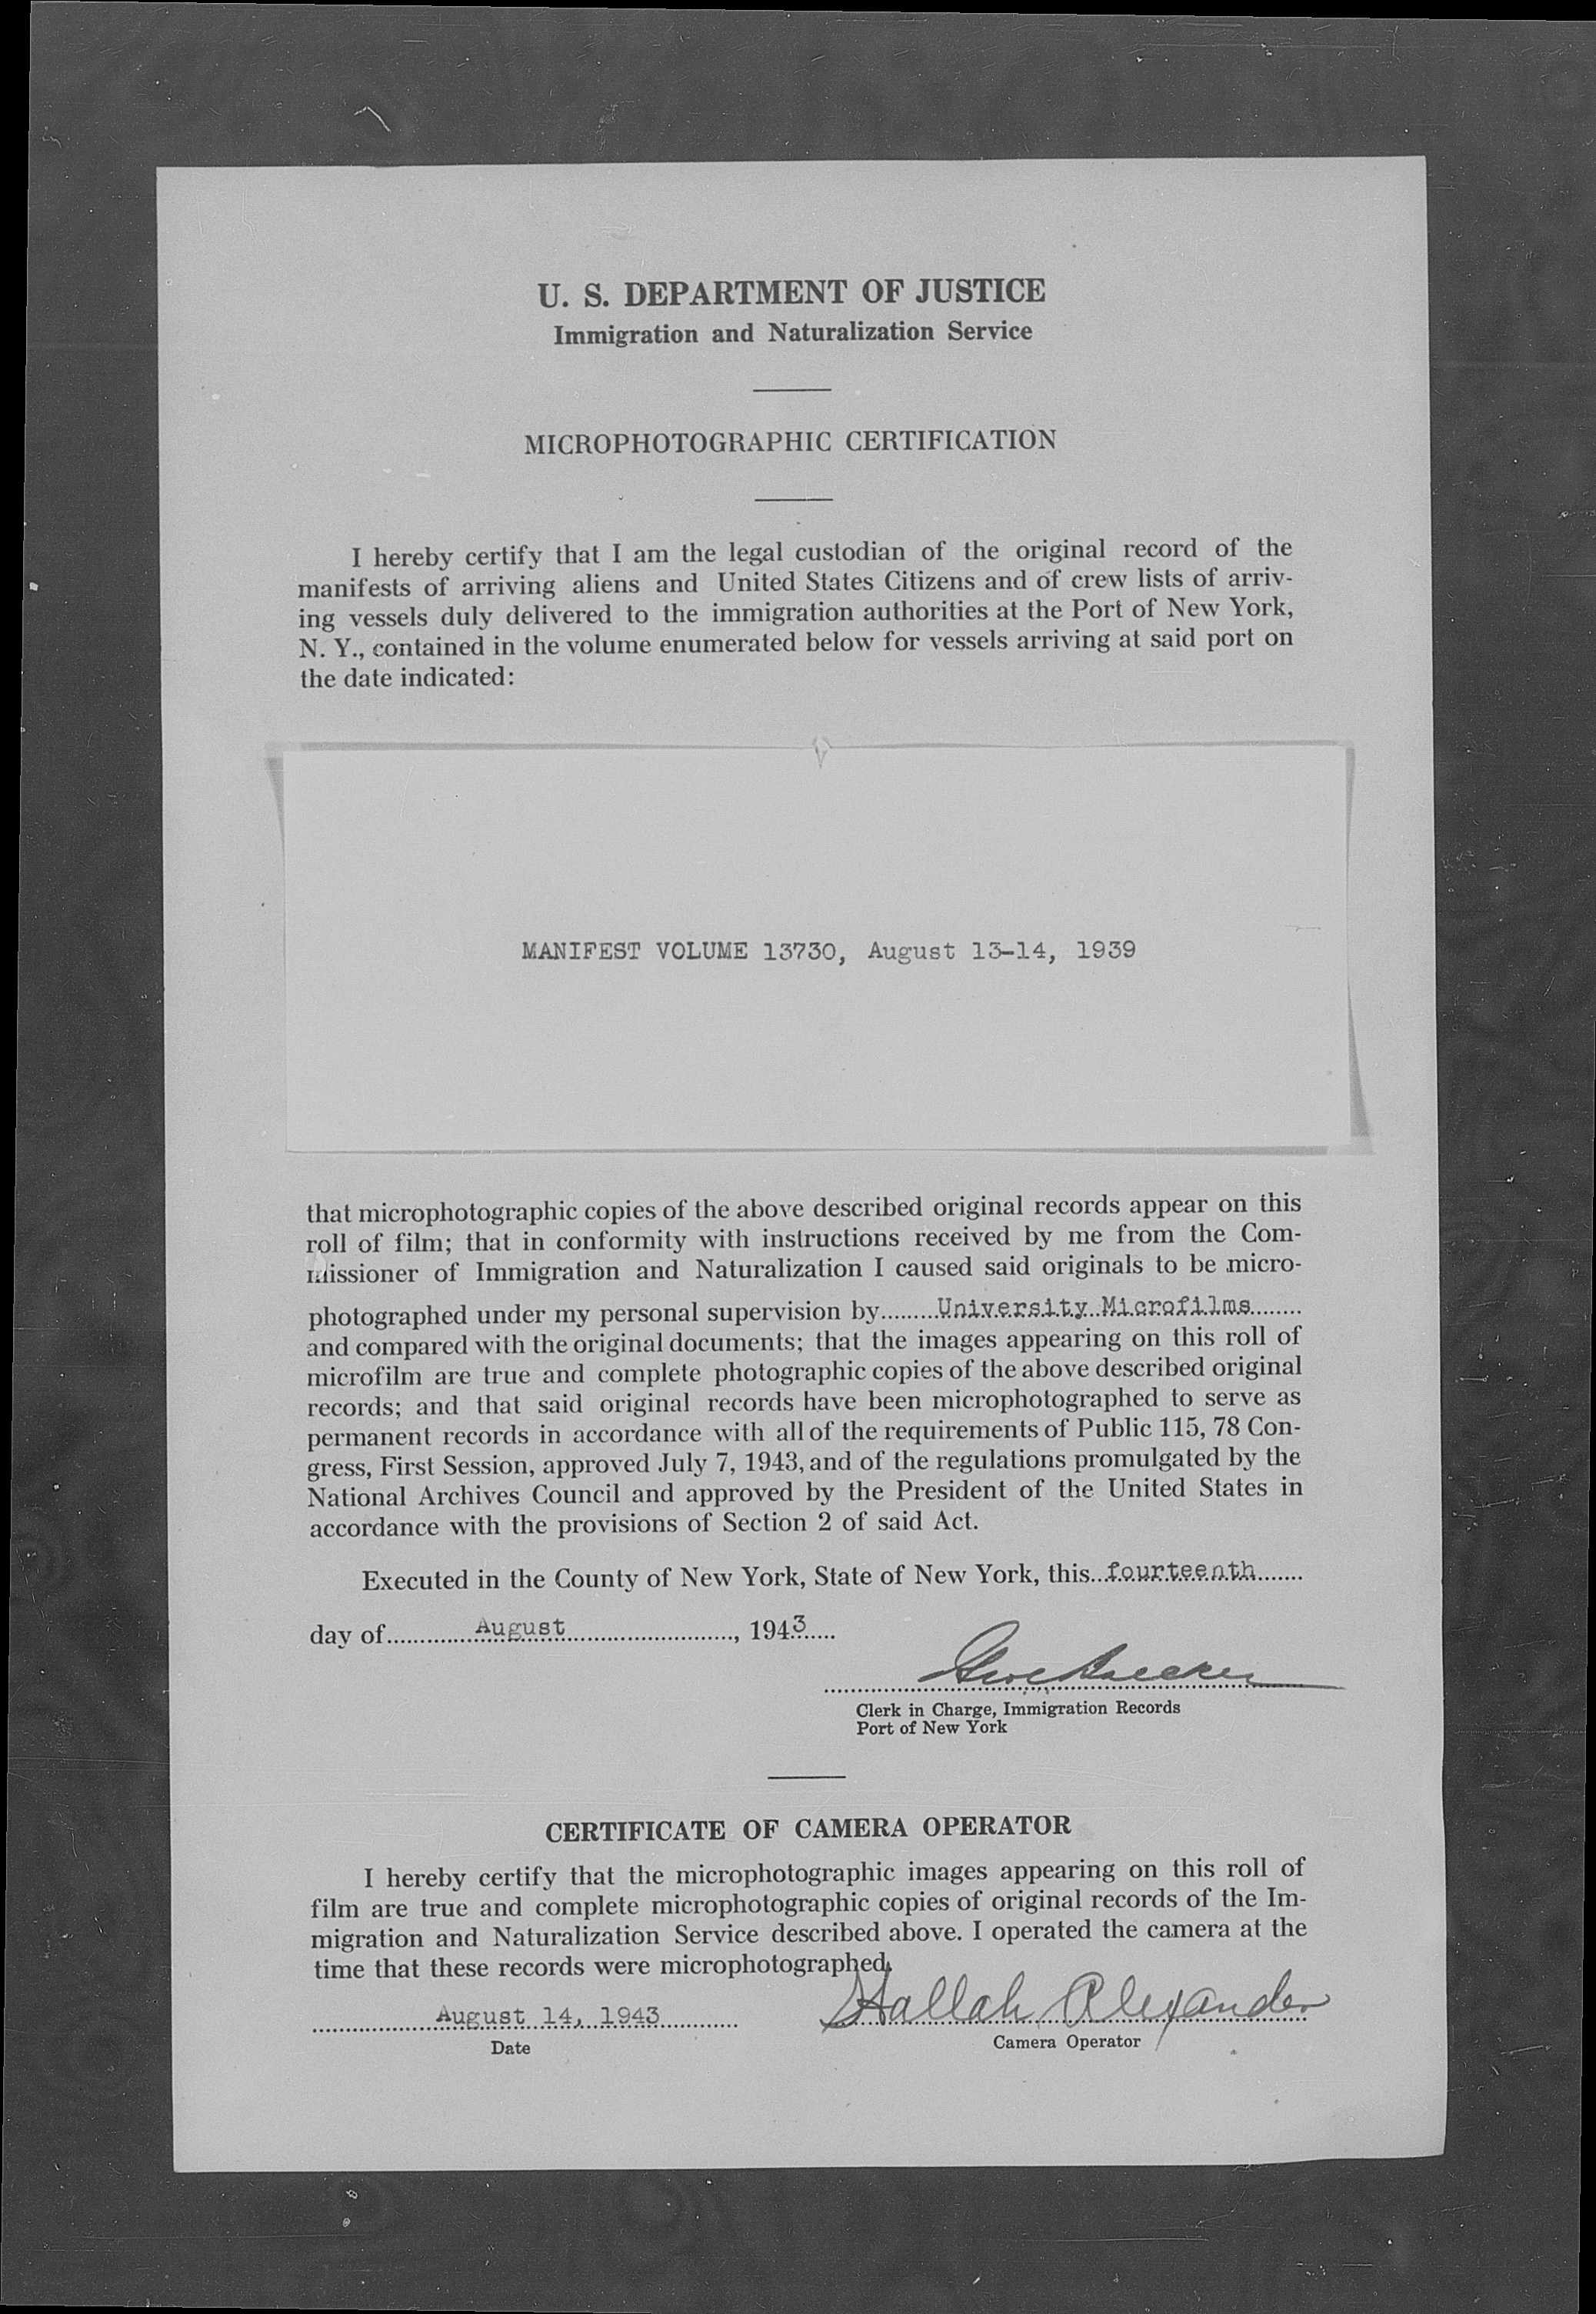 U. S. DEPARTMENT OF JUSTICE
Immigration and Naturalization Service
MICROPHOTOGRAPHIC CERTIFICATION
I hereby certify that I am the legal custodian of the original record of the
manifests of arriving aliens and United States Citizens and of crew lists of arriv-
ing vessels duly delivered to the immigration authorities at the Port of New York,
N. Y., contained in the volume enumerated below for vessels arriving at said port on
the date indicated:
MANIFEST VOLUME 13730, August 13-14, 1939
that microphotographic copies of the above described original records appear on this
roll of film; that in conformity with instructions received by me from the Com-
missioner of Immigration and Naturalization I caused said originals to be micro-
photographed under my personal supervision by University Microfilms
and compared with the original documents; that the images appearing on this roll of
microfilm are true and complete photographic copies of the above described original
records; and that said original records have been microphotographed to serve as
permanent records in accordance with all of the requirements of Public 115, 78 Con-
gress, First Session, approved July 7, 1943, and of the regulations promulgated by the
National Archives Council and approved by the President of the United States in
accordance with the provisions of Section 2 of said Act.
Executed in the County of New York, State of New York, this fourteenth
day of August, 1943
Clerk in Charge, Immigration Records
Port of New York
CERTIFICATE OF CAMERA OPERATOR
I hereby certify that the microphotographic images appearing on this roll of
film are true and complete microphotographic copies of original records of the Im-
migration and Naturalization Service described above. I operated the camera at the
time that these records were microphotographed.
August 14, 1943 Hallah Alexander
Date Camera Operator